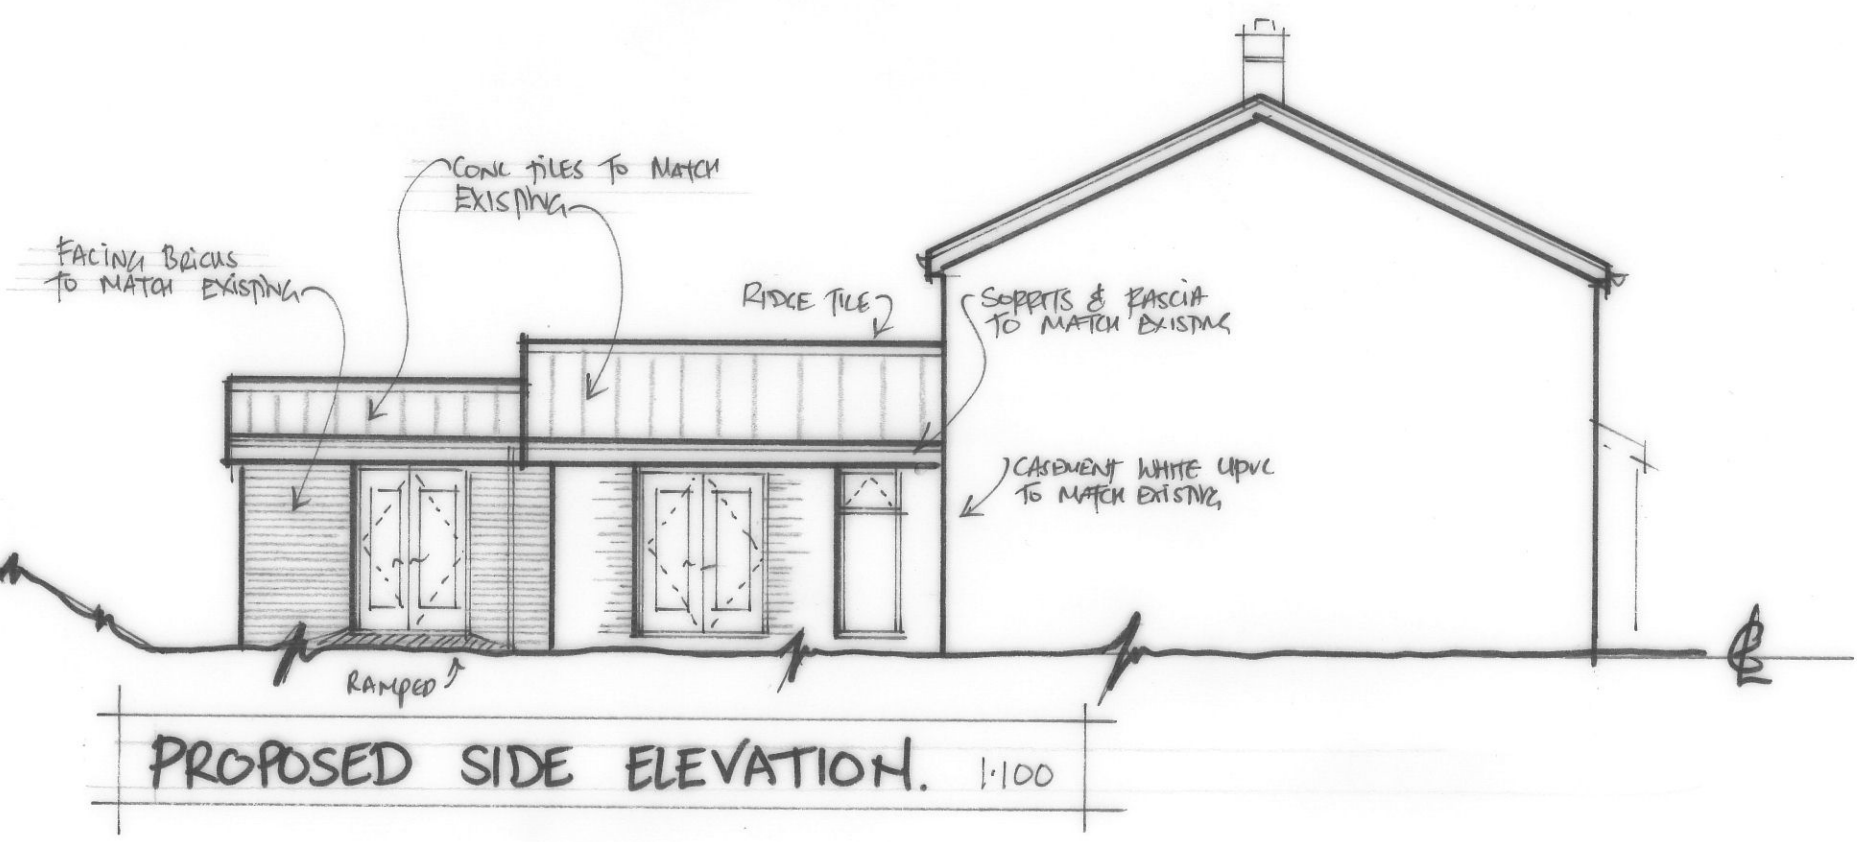 CONC TILES TO MATCH
EXISTING
FACING BRICKS
TO MATCH EXISTING
RIDGE TILE
SOFFITS & FASCIA
TO MATCH EXISTING
CASEMENT WHITE UPVC
TO MATCH EXISTING
RAMPED
PROPOSED SIDE ELEVATION. 1:100